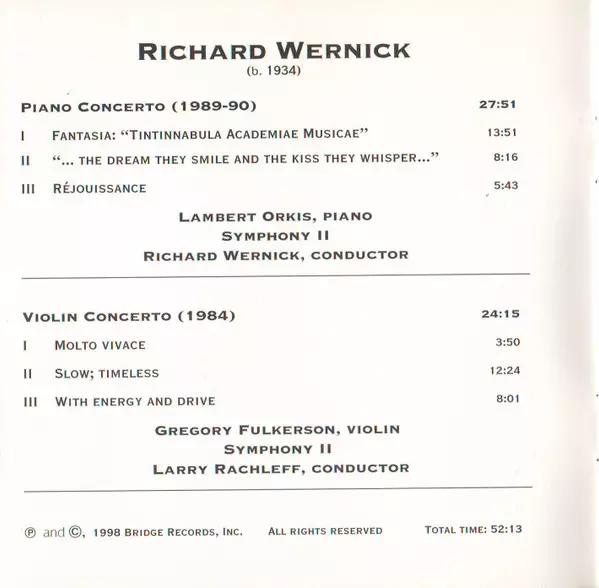 RICHARD WERNICK
(b. 1934)
PIANO CONCERTO (1989-90) 27:51
I FANTASIA: “TINTINNABULA ACADEMIAE MUSICAE” 13:51
II “... THE DREAM THEY SMILE AND THE KISS THEY WHISPER...” 8:16
III RÉJOUISSANCE 5:43
LAMBERT ORKIS, PIANO
SYMPHONY II
RICHARD WERNICK, CONDUCTOR
VIOLIN CONCERTO (1984) 24:15
I MOLTO VIVACE 3:50
II SLOW; TIMELESS 12:24
III WITH ENERGY AND DRIVE 8:01
GREGORY FULKERSON, VIOLIN
SYMPHONY II
LARRY RACHLEFF, CONDUCTOR
℗ and ©, 1998 BRIDGE RECORDS, INC. ALL RIGHTS RESERVED TOTAL TIME: 52:13